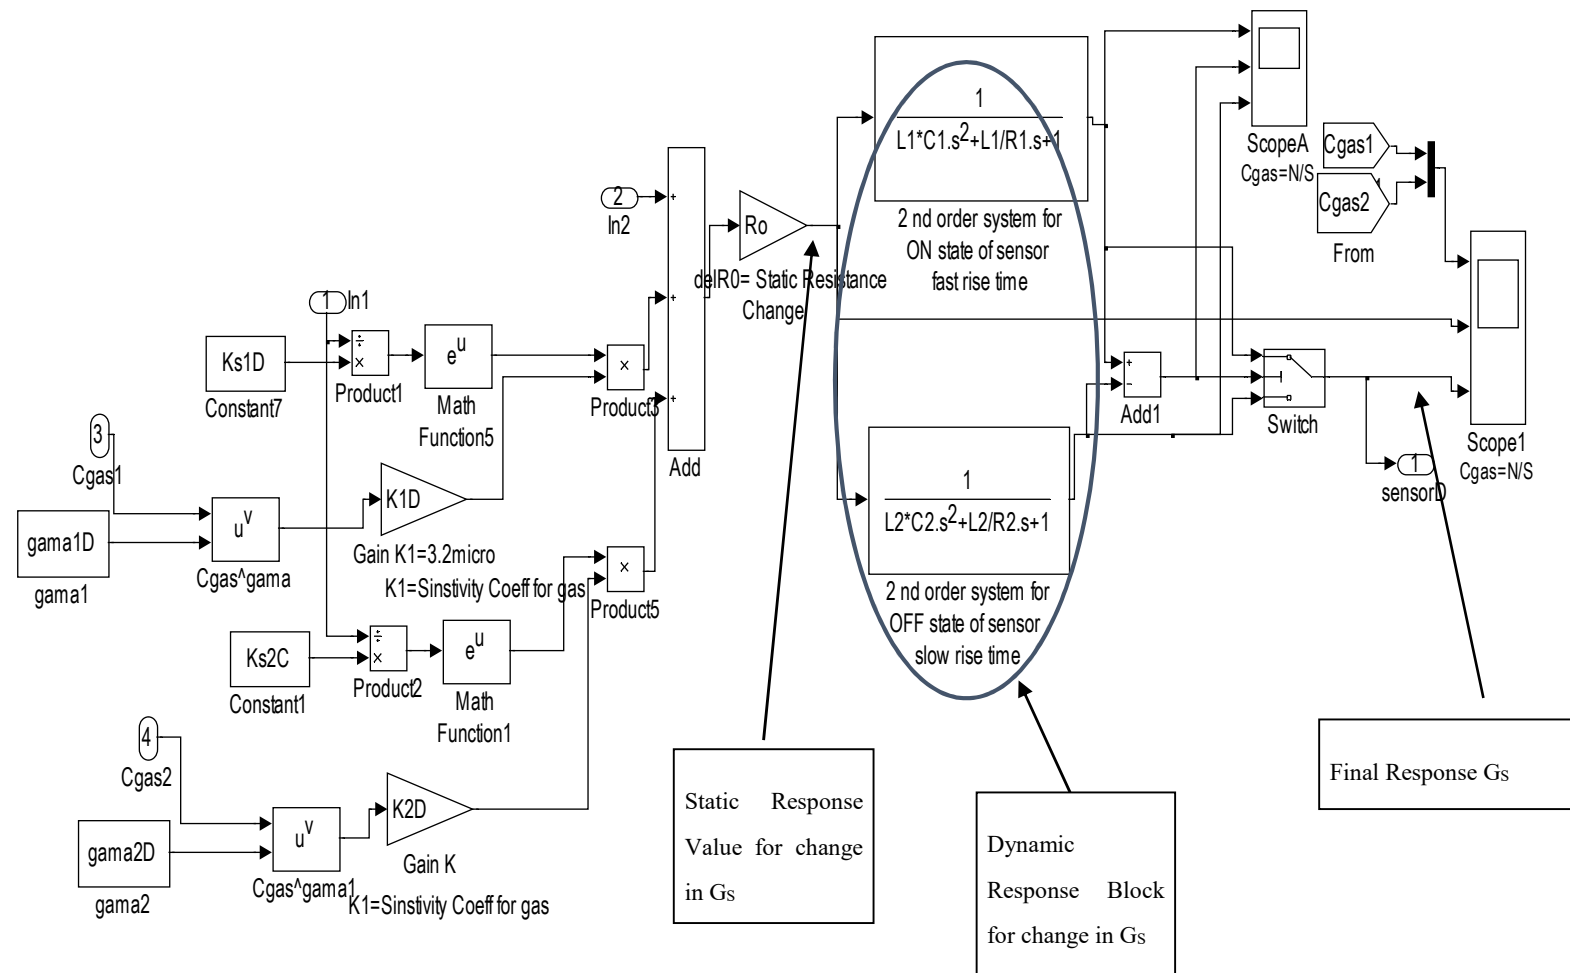 1
L1*C1.s2+L1/R1.s+1
2 nd order system for
ON state of sensor
fast rise time
ScopeA
Cgas=N/S
Cgas1
Cgas2
From
2
In2
+
+
+
Add
Ro
delR0= Static Resistance
Change
1
In1
Ks1D
Constant7
÷
×
Product1
eu
Math
Function5
×
Product3
3
Cgas1
gama1D
gama1
uv
Cgas^gama
K1D
Gain K1=3.2micro
K1=Sinstivity Coeff for gas
×
Product5
Ks2C
Constant1
÷
×
Product2
eu
Math
Function1
4
Cgas2
gama2D
gama2
uv
Cgas^gama1
K2D
Gain K
K1=Sinstivity Coeff for gas
1
L2*C2.s2+L2/R2.s+1
2 nd order system for
OFF state of sensor
slow rise time
+
−
Add1
Switch
1
sensorD
Scope1
Cgas=N/S
Static Response
Value for change
in GS
Dynamic
Response Block
for change in GS
Final Response GS